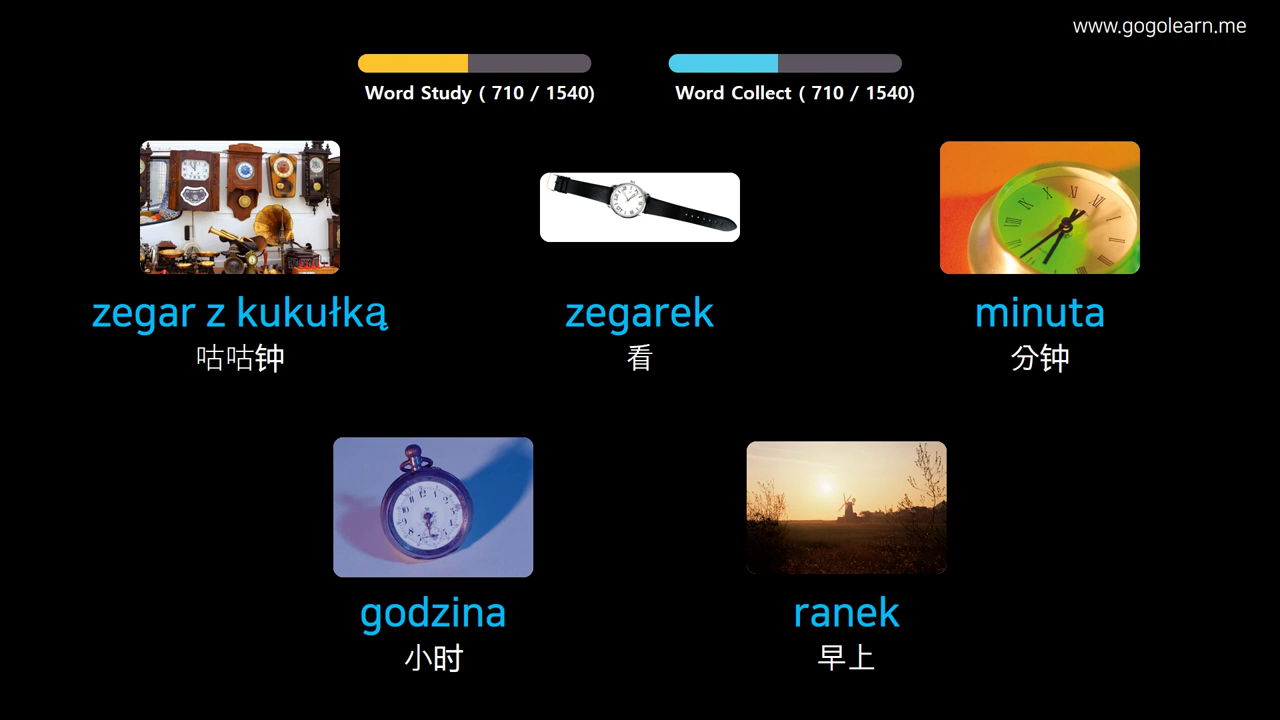 www.gogolearn.me
Word Study ( 710 / 1540)
Word Collect ( 710 / 1540)
zegar z kukułką
咕咕钟
zegarek
看
minuta
分钟
godzina
小时
ranek
早上